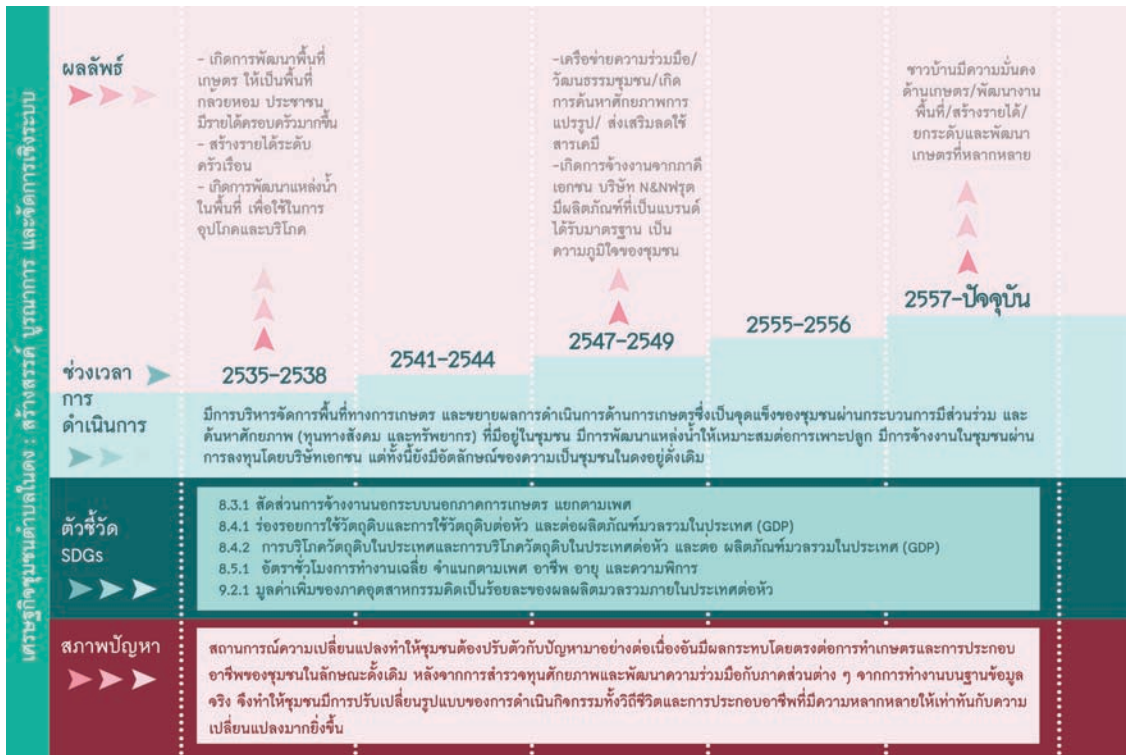 เศรษฐกิจชุมชนตำบลในดง : สร้างสรรค์ บูรณาการ และจัดการเชิงระบบ
ผลลัพธ์
- เกิดการพัฒนาพื้นที่
เกษตร ให้เป็นพื้นที่
กล้วยหอม ประชาชน
มีรายได้ครอบครัวมากขึ้น
- สร้างรายได้ระดับ
ครัวเรือน
- เกิดการพัฒนาแหล่งน้ำ
ในพื้นที่ เพื่อใช้ในการ
อุปโภคและบริโภค
-เครือข่ายความร่วมมือ/
วัฒนธรรมชุมชน/เกิด
การค้นหาศักยภาพการ
แปรรูป/ ส่งเสริมลดใช้
สารเคมี
-เกิดการจ้างงานจากภาคี
เอกชน บริษัท N&Nฟรุต
มีผลิตภัณฑ์ที่เป็นแบรนด์
ได้รับมาตรฐาน เป็น
ความภูมิใจของชุมชน
ชาวบ้านมีความมั่นคง
ด้านเกษตร/พัฒนางาน
พื้นที่/สร้างรายได้/
ยกระดับและพัฒนา
เกษตรที่หลากหลาย
ช่วงเวลา
การ
ดำเนินการ
2535-2538
2541-2544
2547-2549
2555-2556
2557-ปัจจุบัน
มีการบริหารจัดการพื้นที่ทางการเกษตร และขยายผลการดำเนินการด้านการเกษตรซึ่งเป็นจุดแข็งของชุมชนผ่านกระบวนการมีส่วนร่วม และ
ค้นหาศักยภาพ (ทุนทางสังคม และทรัพยากร) ที่มีอยู่ในชุมชน มีการพัฒนาแหล่งน้ำให้เหมาะสมต่อการเพาะปลูก มีการจ้างงานในชุมชนผ่าน
การลงทุนโดยบริษัทเอกชน แต่ทั้งนี้ยังมีอัตลักษณ์ของความเป็นชุมชนในดงอยู่ดั่งเดิม
ตัวชี้วัด
SDGs
8.3.1 สัดส่วนการจ้างงานนอกระบบนอกภาคการเกษตร แยกตามเพศ
8.4.1 ร่องรอยการใช้วัตถุดิบและการใช้วัตถุดิบต่อหัว และต่อผลิตภัณฑ์มวลรวมในประเทศ (GDP)
8.4.2 การบริโภควัตถุดิบในประเทศและการบริโภควัตถุดิบในประเทศต่อหัว และต่อ ผลิตภัณฑ์มวลรวมในประเทศ (GDP)
8.5.1 อัตราชั่วโมงการทำงานเฉลี่ย จำแนกตามเพศ อาชีพ อายุ และความพิการ
9.2.1 มูลค่าเพิ่มของภาคอุตสาหกรรมคิดเป็นร้อยละของผลผลิตมวลรวมภายในประเทศต่อหัว
สภาพปัญหา
สถานการณ์ความเปลี่ยนแปลงทำให้ชุมชนต้องปรับตัวกับปัญหามาอย่างต่อเนื่องอันมีผลกระทบโดยตรงต่อการทำเกษตรและการประกอบ
อาชีพของชุมชนในลักษณะดั้งเดิม หลังจากการสำรวจทุนศักยภาพและพัฒนาความร่วมมือกับภาคส่วนต่าง ๆ จากการทำงานบนฐานข้อมูล
จริง จึงทำให้ชุมชนมีการปรับเปลี่ยนรูปแบบของการดำเนินกิจกรรมทั้งวิถีชีวิตและการประกอบอาชีพที่มีความหลากหลายให้เท่าทันกับความ
เปลี่ยนแปลงมากยิ่งขึ้น